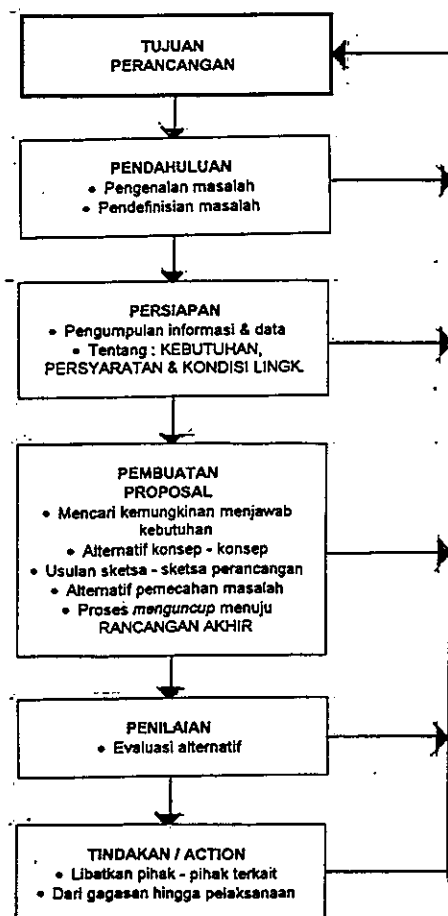 TUJUAN
PERANCANGAN
PENDAHULUAN
• Pengenalan masalah
• Pendefinisian masalah
PERSIAPAN
• Pengumpulan informasi & data
• Tentang : KEBUTUHAN,
PERSYARATAN & KONDISI LINGK.
PEMBUATAN
PROPOSAL
• Mencari kemungkinan menjawab
kebutuhan
• Alternatif konsep - konsep
• Usulan sketsa - sketsa perancangan
• Alternatif pemecahan masalah
• Proses menguncup menuju
RANCANGAN AKHIR
PENILAIAN
• Evaluasi alternatif
TINDAKAN / ACTION
• Libatkan pihak - pihak terkait
• Dari gagasan hingga pelaksanaan